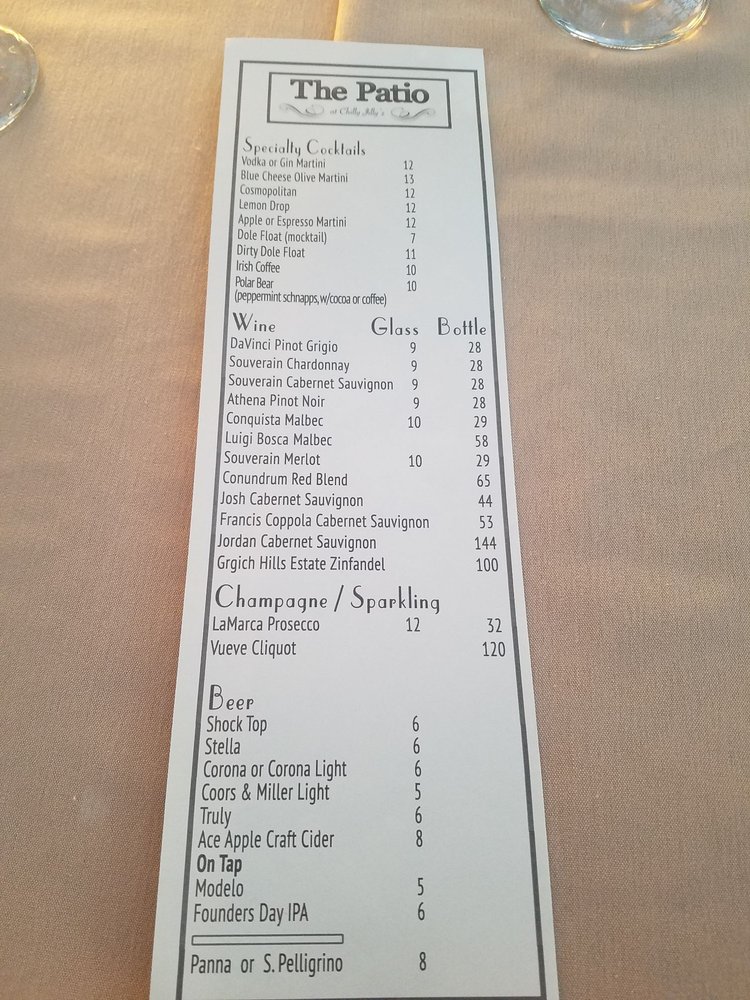 The Patio
at Chilly Jilly's
Specialty Cocktails
Vodka or Gin Martini 12
Blue Cheese Olive Martini 13
Cosmopolitan 12
Lemon Drop 12
Apple or Espresso Martini 12
Dole Float (mocktail) 7
Dirty Dole Float 11
Irish Coffee 10
Polar Bear 10
(peppermint schnapps, w/cocoa or coffee)
Wine Glass Bottle
DaVinci Pinot Grigio 9 28
Souverain Chardonnay 9 28
Souverain Cabernet Sauvignon 9 28
Athena Pinot Noir 9 28
Conquista Malbec 10 29
Luigi Bosca Malbec 58
Souverain Merlot 10 29
Conundrum Red Blend 65
Josh Cabernet Sauvignon 44
Francis Coppola Cabernet Sauvignon 53
Jordan Cabernet Sauvignon 144
Grgich Hills Estate Zinfandel 100
Champagne / Sparkling
LaMarca Prosecco 12 32
Vueve Cliquot 120
Beer
Shock Top 6
Stella 6
Corona or Corona Light 6
Coors & Miller Light 5
Truly 6
Ace Apple Craft Cider 8
On Tap
Modelo 5
Founders Day IPA 6
Panna or S. Pelligrino 8